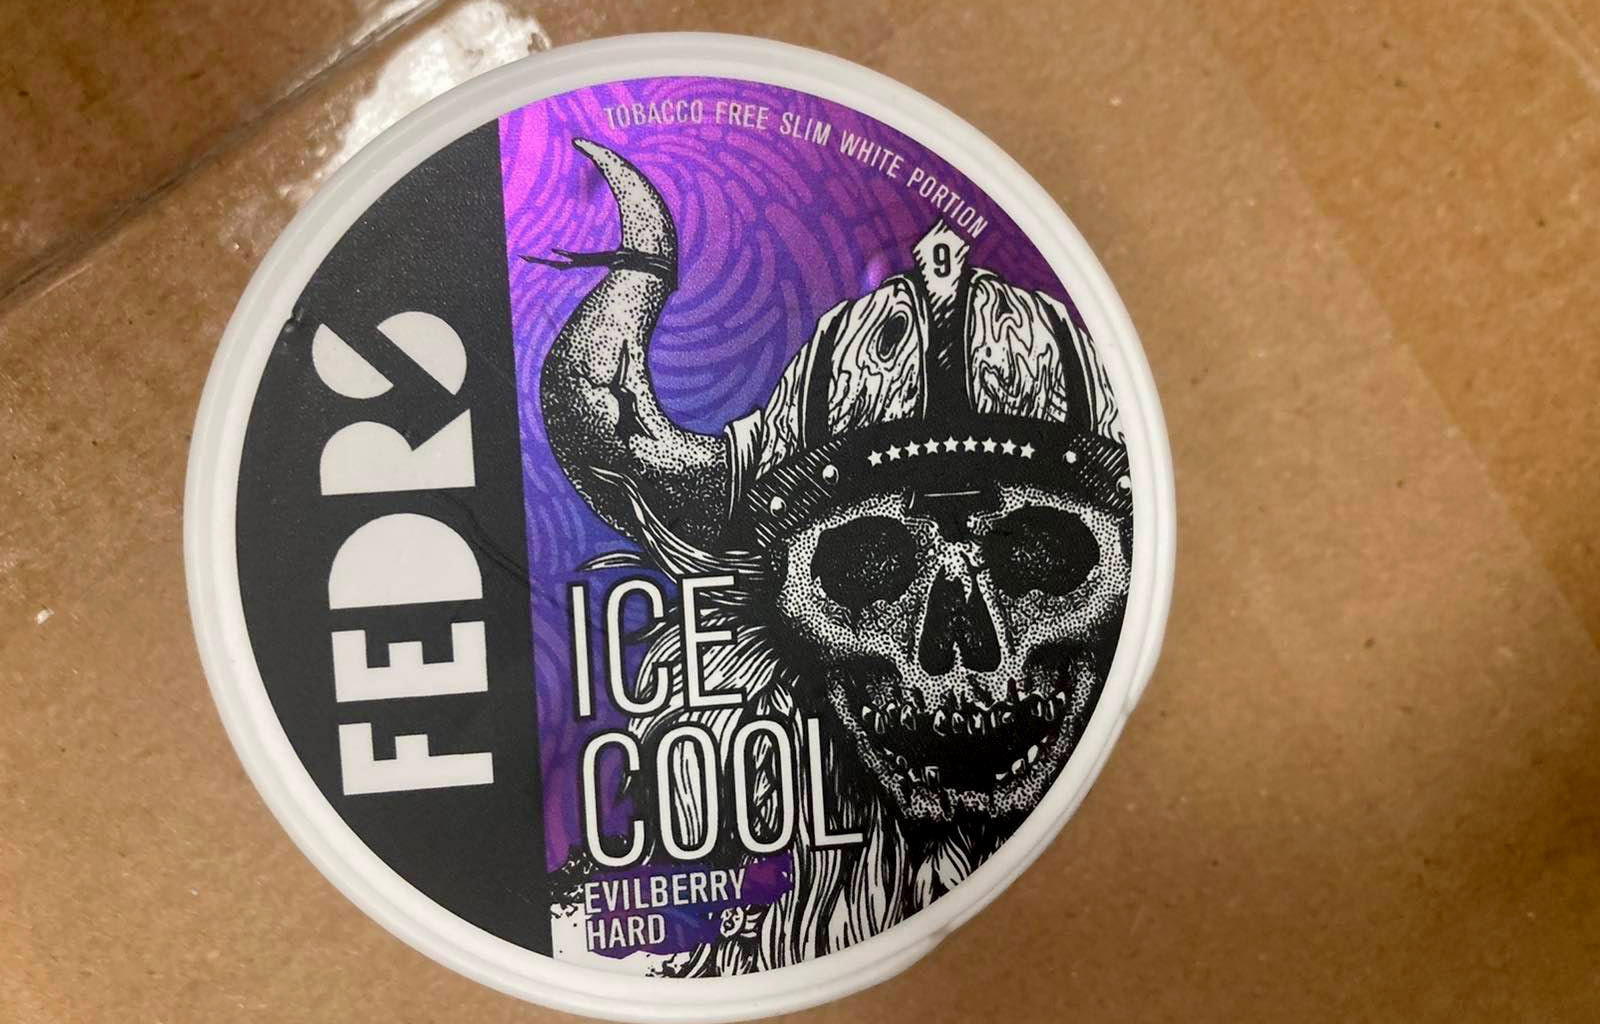 TOBACCO FREE SLIM WHITE PORTION
9
FEDRS
ICE
COOL
EVILBERRY
HARD